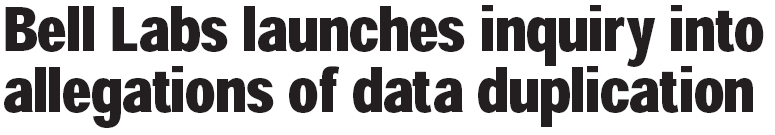 Bell Labs launches inquiry into
allegations of data duplication